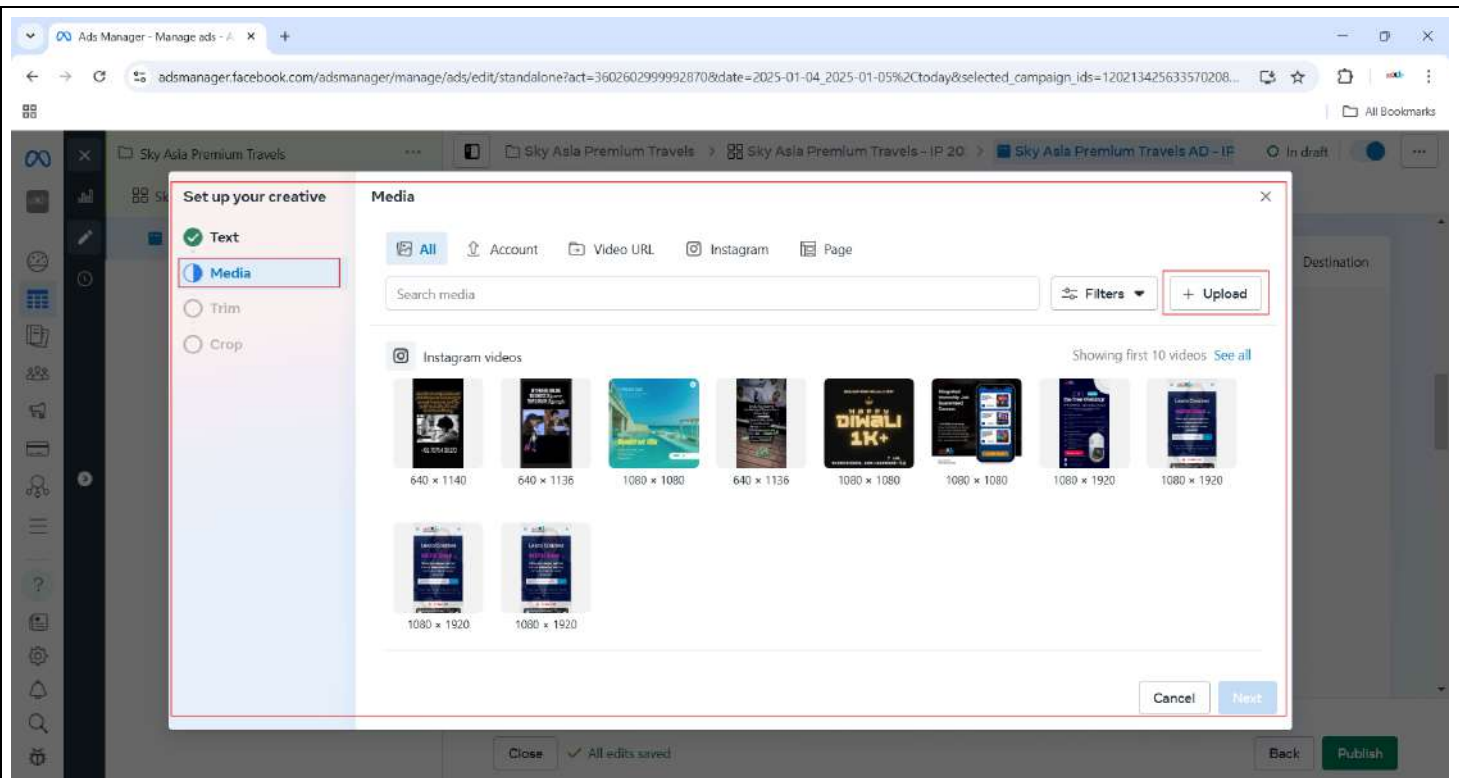 Ads Manager - Manage ads - A
adsmanager.facebook.com/adsmanager/manage/ads/edit/standalone?act=360260299999928708&date=2025-01-04_2025-01-05%2Ctoday&selected_campaign_ids=120213425633570208...
All Bookmarks
Sky Asia Premium Travels
Sky Asia Premium Travels > Sky Asia Premium Travels - IP 20 > Sky Asia Premium Travels AD - IP
In draft
Sk
Set up your creative
Media
Text
All Account Video URL Instagram Page
Destination
Media
Search media
Filters
+ Upload
Trim
Crop
Instagram videos
Showing first 10 videos See all
HAPPY
DIWALI
1K+
640 × 1140 640 × 1136 1080 × 1080 640 × 1136 1080 × 1080 1080 × 1080 1080 × 1920 1080 × 1920
1080 × 1920 1080 × 1920
Cancel Next
Close All edits saved
Back Publish